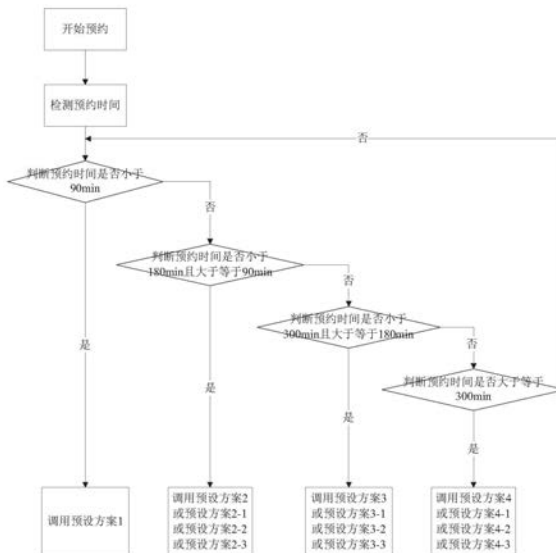 开始预约
检测预约时间
否
判断预约时间是否小于
90min
否
判断预约时间是否小于
180min且大于等于90min
否
判断预约时间是否小于
300min且大于等于180min
否
是
判断预约时间是否大于等于
300min
是
是
是
调用预设方案1
调用预设方案2
或预设方案2-1
或预设方案2-2
或预设方案2-3
调用预设方案3
或预设方案3-1
或预设方案3-2
或预设方案3-3
调用预设方案4
或预设方案4-1
或预设方案4-2
或预设方案4-3